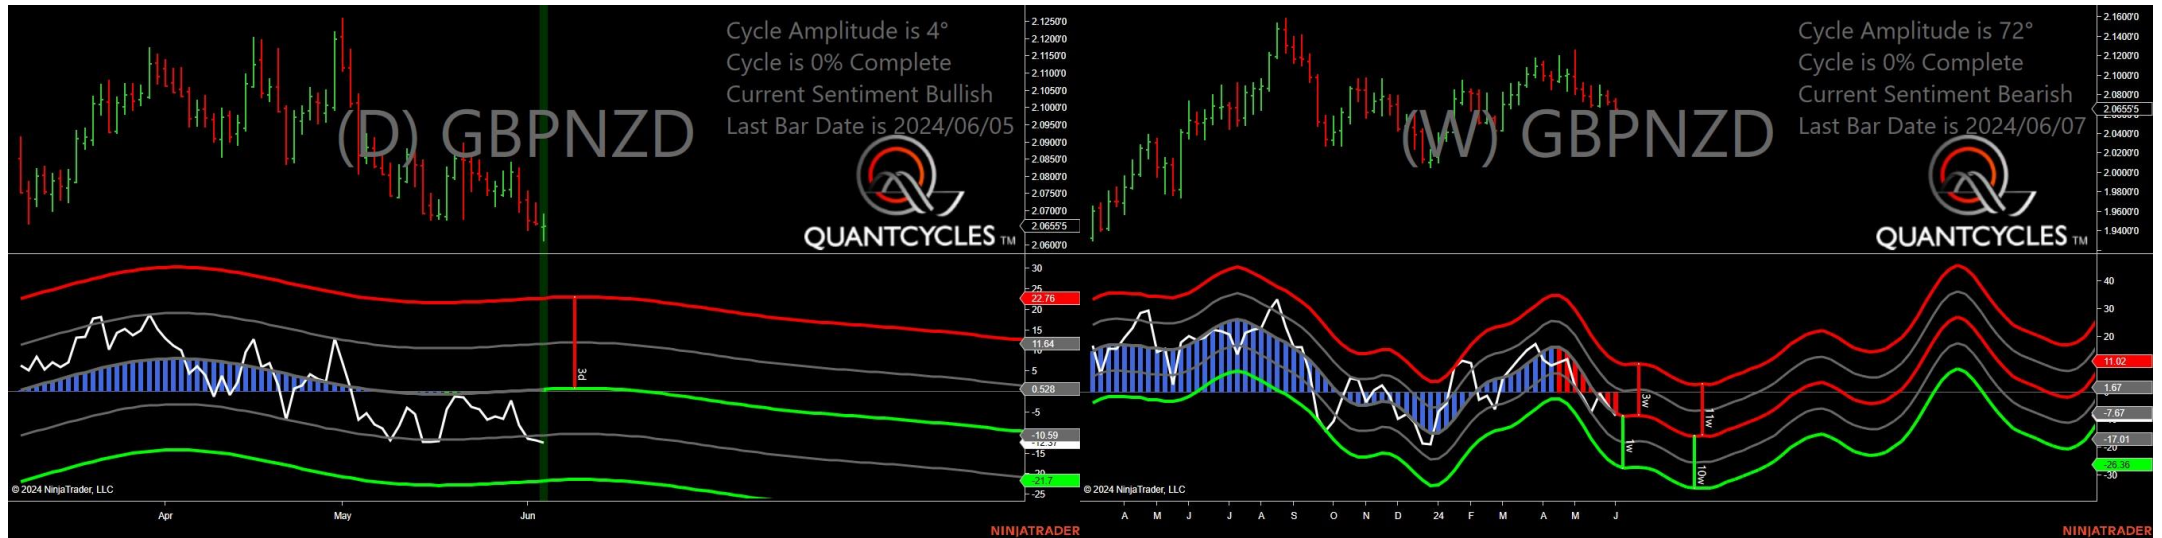 Cycle Amplitude is 4°
Cycle is 0% Complete
Current Sentiment Bullish
Last Bar Date is 2024/06/05
(D) GBPNZD
QUANTCYCLES TM
2.1250'0
2.1200'0
2.1150'0
2.1100'0
2.1050'0
2.1000'0
2.0950'0
2.0900'0
2.0850'0
2.0800'0
2.0750'0
2.0700'0
2.0655'5
2.0600'0
30
25
22.76
20
15
11.64
10
5
0.528
-5
-10.59
-12.37
-15
-20
-21.7
-25
3d
© 2024 NinjaTrader, LLC
Apr May Jun
NINJATRADER
Cycle Amplitude is 72°
Cycle is 0% Complete
Current Sentiment Bearish
Last Bar Date is 2024/06/07
(W) GBPNZD
QUANTCYCLES TM
2.1600'0
2.1400'0
2.1200'0
2.1000'0
2.0800'0
2.0655'5
2.0400'0
2.0200'0
2.0000'0
1.9800'0
1.9600'0
1.9400'0
40
30
20
11.02
1.67
-7.67
-17.01
-20
-26.36
-30
3w
11w
1w
10w
© 2024 NinjaTrader, LLC
A M J J A S O N D 24 F M A M J
NINJATRADER